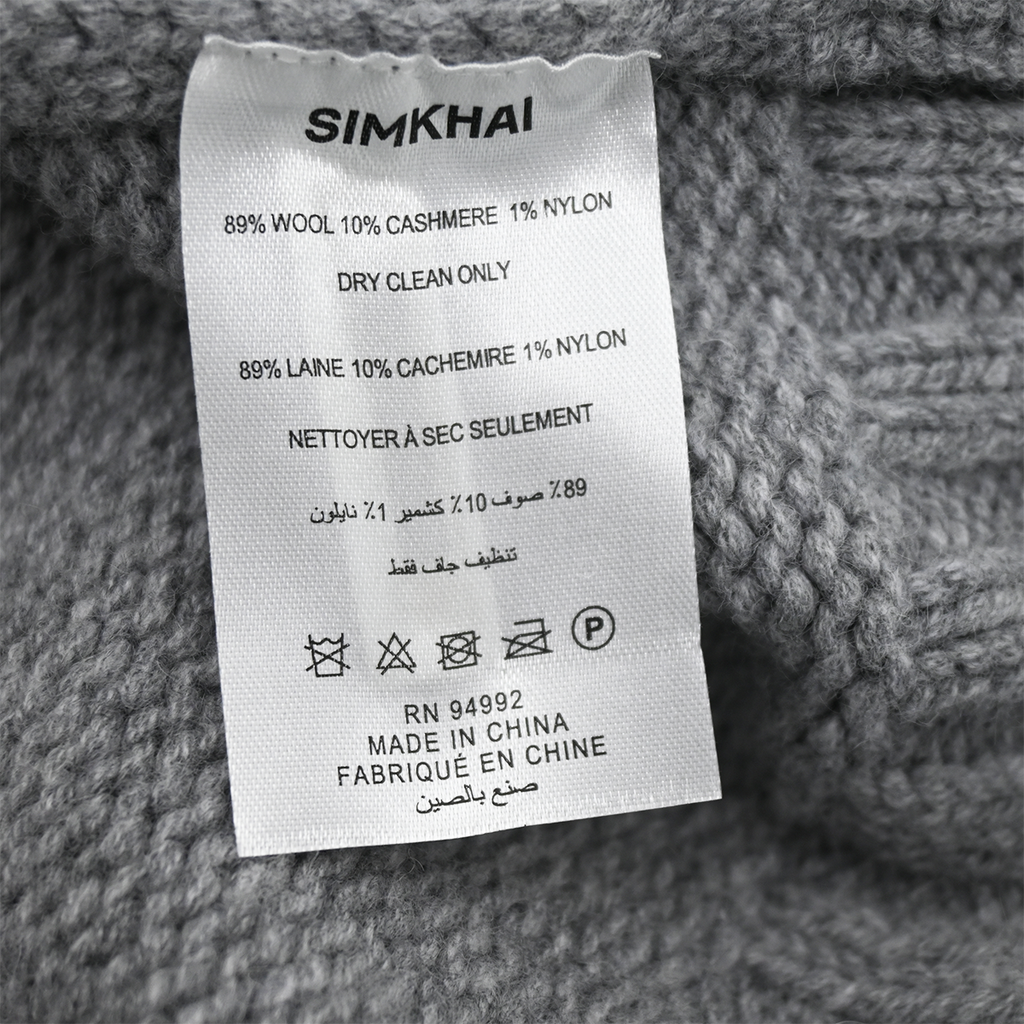 SIMKHAI
89% WOOL 10% CASHMERE 1% NYLON
DRY CLEAN ONLY
89% LAINE 10% CACHEMIRE 1% NYLON
NETTOYER À SEC SEULEMENT
89٪ صوف 10٪ كشمير 1٪ نايلون
تنظيف جاف فقط
P
RN 94992
MADE IN CHINA
FABRIQUÉ EN CHINE
صنع بالصين